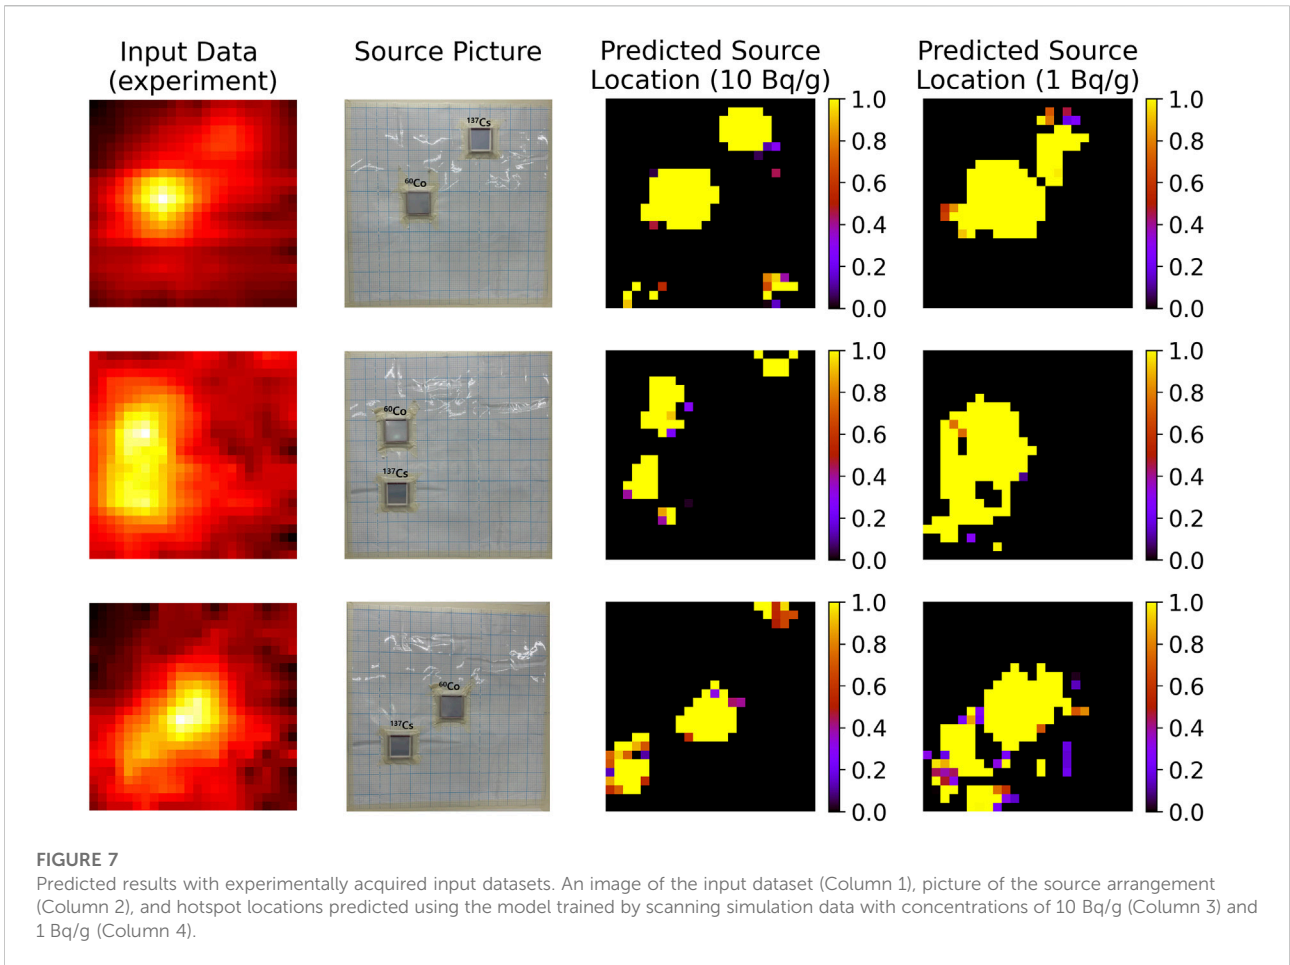 Input Data
(experiment)
Source Picture
Predicted Source
Location (10 Bq/g)
Predicted Source
Location (1 Bq/g)
137Cs
60Co
1.0
0.8
0.6
0.4
0.2
0.0
1.0
0.8
0.6
0.4
0.2
0.0
60Co
137Cs
1.0
0.8
0.6
0.4
0.2
0.0
1.0
0.8
0.6
0.4
0.2
0.0
60Co
137Cs
1.0
0.8
0.6
0.4
0.2
0.0
1.0
0.8
0.6
0.4
0.2
0.0
FIGURE 7
Predicted results with experimentally acquired input datasets. An image of the input dataset (Column 1), picture of the source arrangement
(Column 2), and hotspot locations predicted using the model trained by scanning simulation data with concentrations of 10 Bq/g (Column 3) and
1 Bq/g (Column 4).